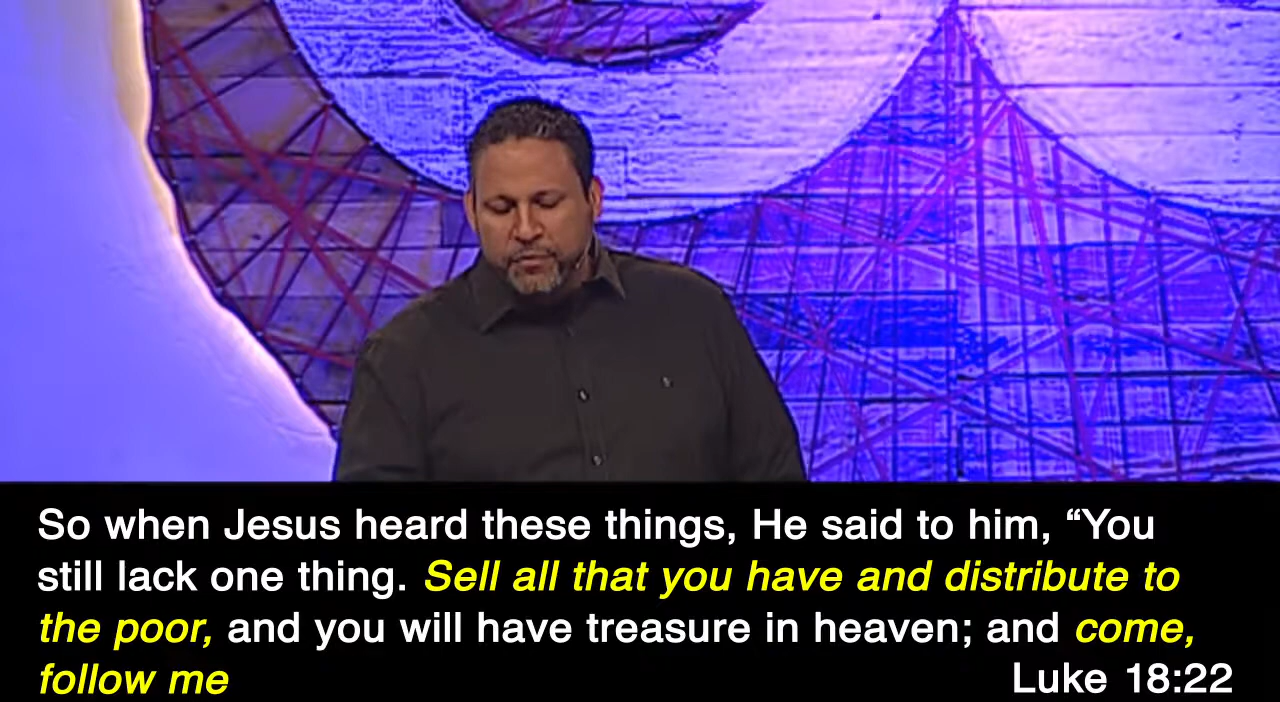 So when Jesus heard these things, He said to him, “You
still lack one thing. Sell all that you have and distribute to
the poor, and you will have treasure in heaven; and come,
follow me
Luke 18:22